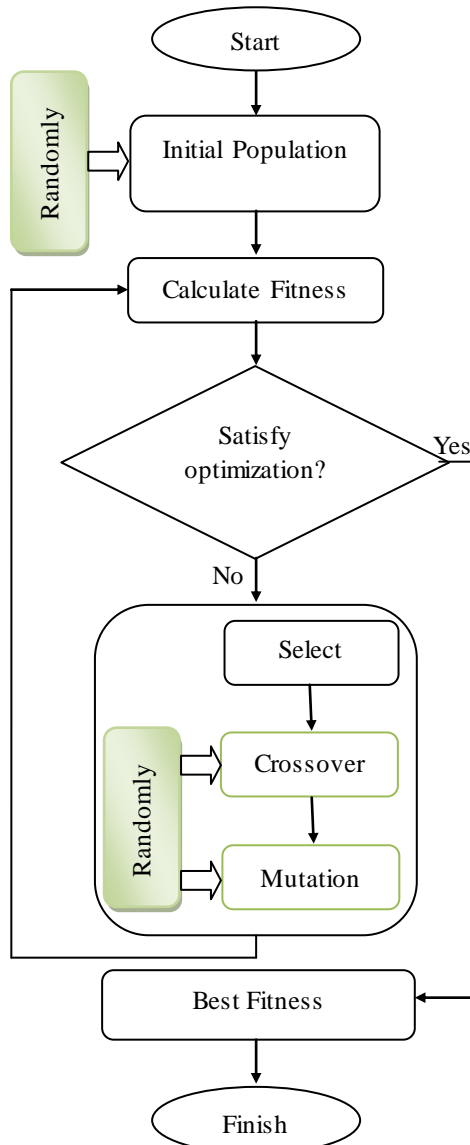 Start
Randomly
Initial Population
Calculate Fitness
Satisfy
optimization?
Yes
No
Select
Randomly
Crossover
Mutation
Best Fitness
Finish